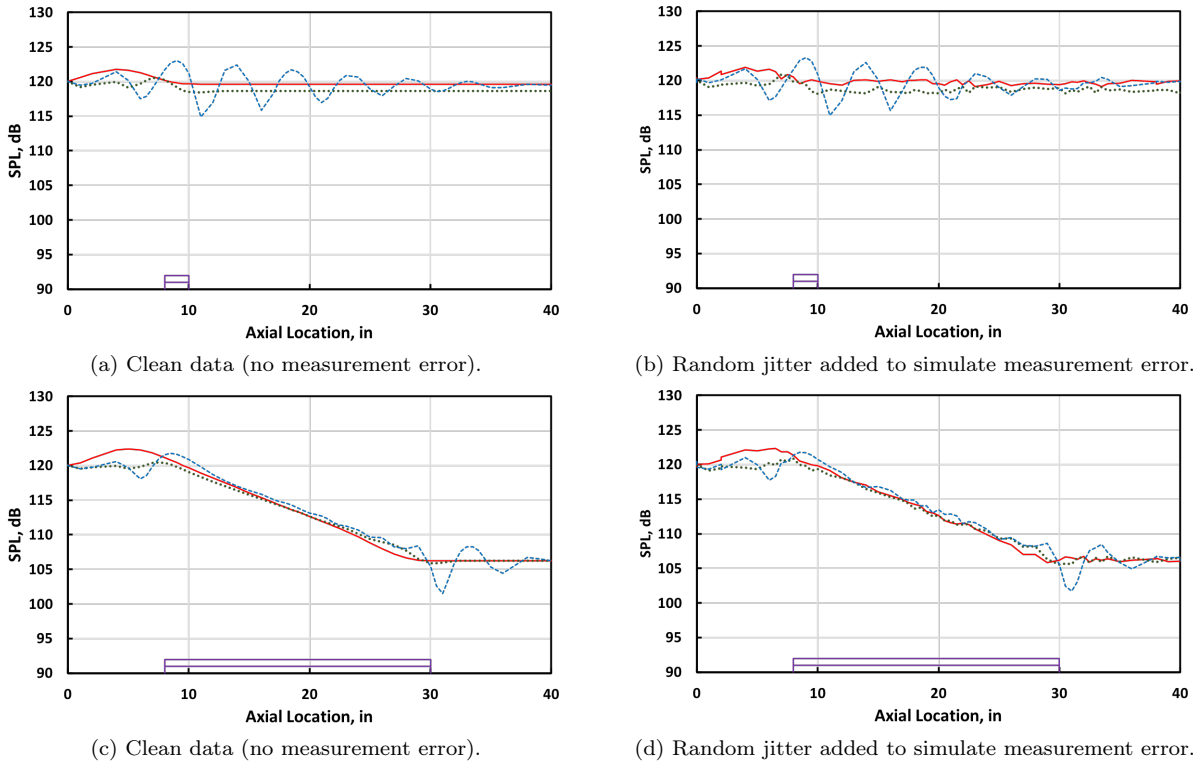 130
125
120
115
110
105
100
95
90
SPL, dB
0 10 20 30 40
Axial Location, in
(a) Clean data (no measurement error).
130
125
120
115
110
105
100
95
90
SPL, dB
0 10 20 30 40
Axial Location, in
(b) Random jitter added to simulate measurement error.
130
125
120
115
110
105
100
95
90
SPL, dB
0 10 20 30 40
Axial Location, in
(c) Clean data (no measurement error).
130
125
120
115
110
105
100
95
90
SPL, dB
0 10 20 30 40
Axial Location, in
(d) Random jitter added to simulate measurement error.